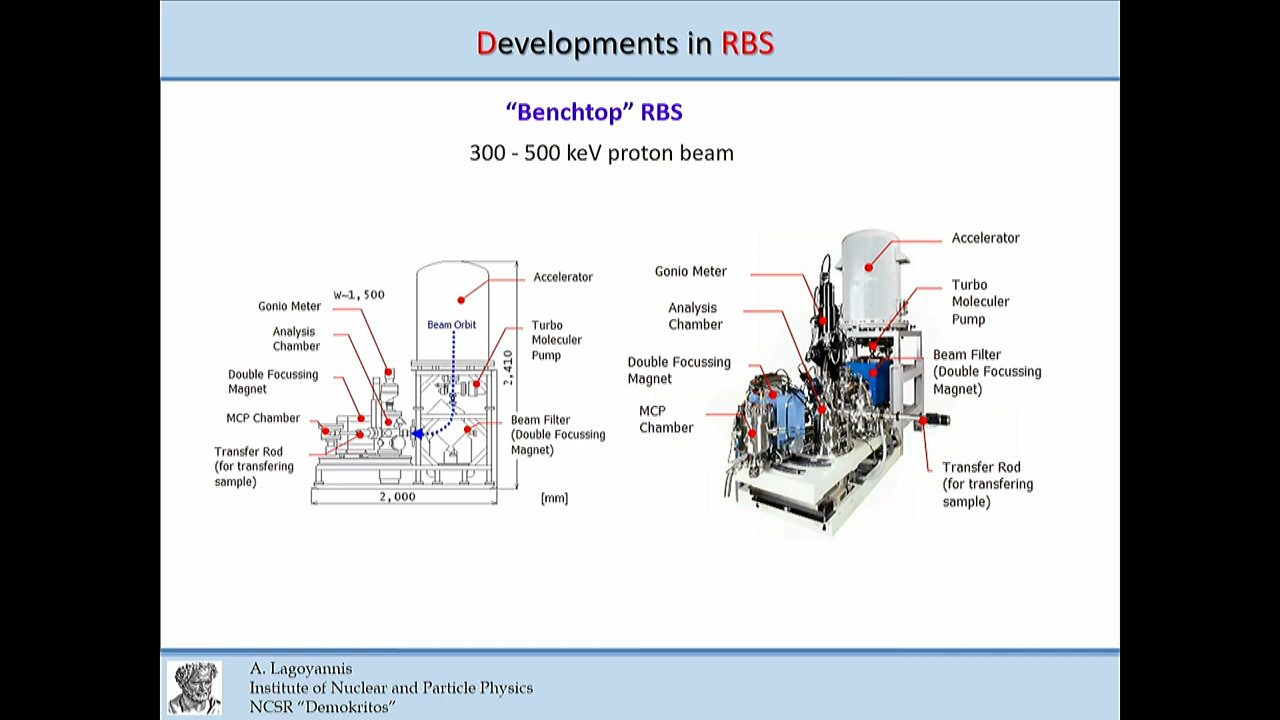 Developments in RBS
“Benchtop” RBS
300 - 500 keV proton beam
W~1,500
Gonio Meter
Analysis
Chamber
Double Focussing
Magnet
MCP Chamber
Transfer Rod
(for transfering
sample)
Accelerator
Beam Orbit
Turbo
Moleculer
Pump
2,410
Beam Filter
(Double Focussing
Magnet)
2,000
[mm]
Gonio Meter
Analysis
Chamber
Double Focussing
Magnet
MCP
Chamber
Accelerator
Turbo
Moleculer
Pump
Beam Filter
(Double Focussing
Magnet)
Transfer Rod
(for transfering
sample)
A. Lagoyannis
Institute of Nuclear and Particle Physics
NCSR “Demokritos”